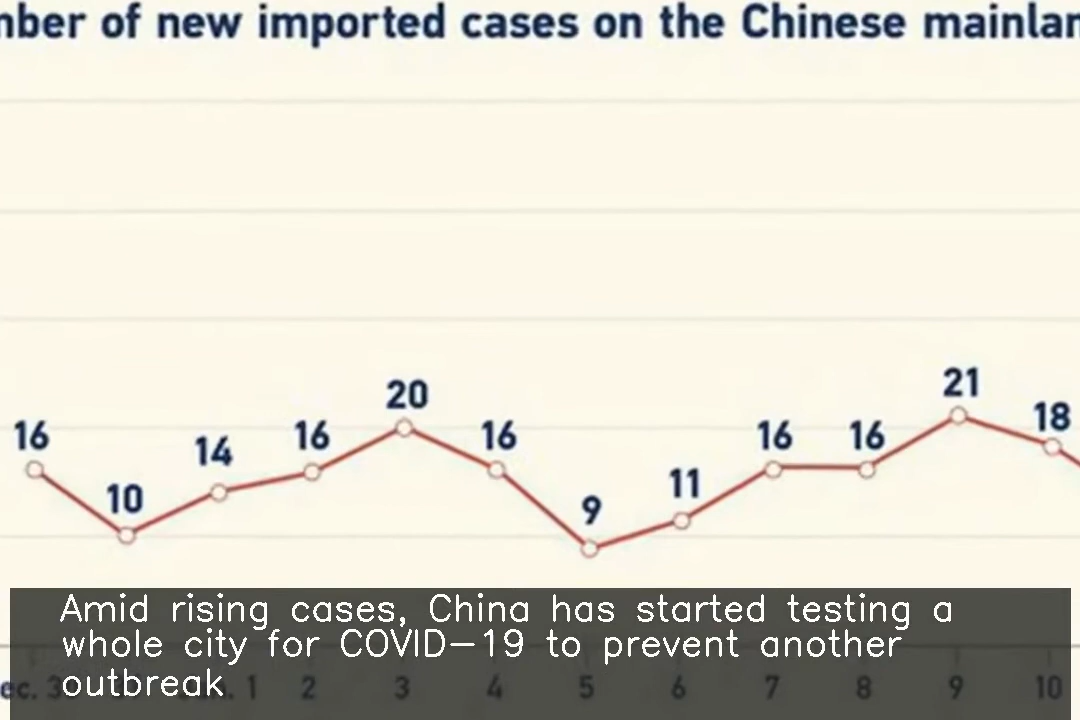 nber of new imported cases on the Chinese mainlan
21
20
18
16
16
16
16
16
14
11
10
9
Amid rising cases, China has started testing a
whole city for COVID-19 to prevent another
outbreak
1 2 3 4 5 6 7 8 9 10